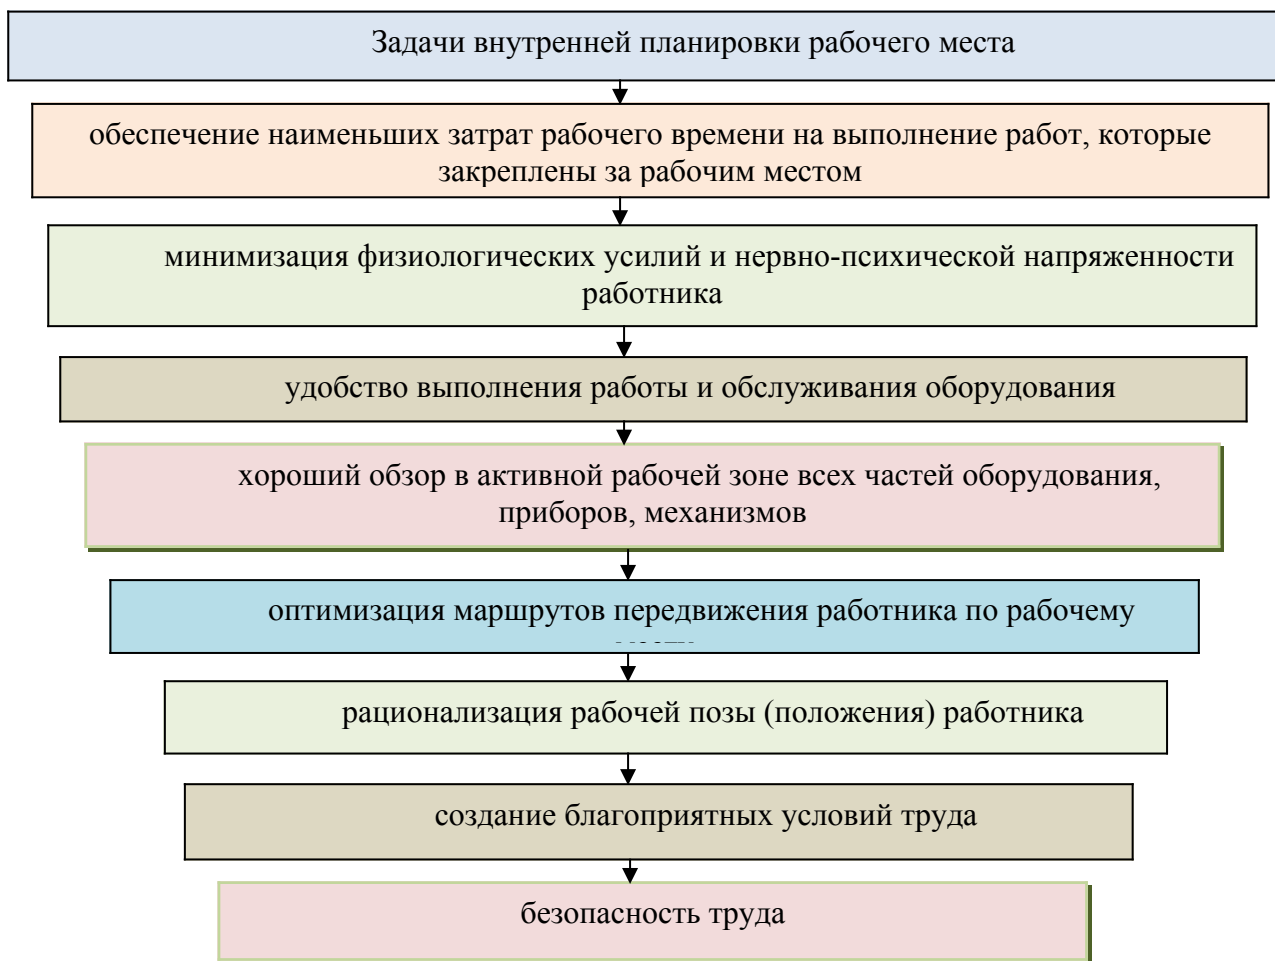 Задачи внутренней планировки рабочего места
обеспечение наименьших затрат рабочего времени на выполнение работ, которые
закреплены за рабочим местом
минимизация физиологических усилий и нервно-психической напряженности
работника
удобство выполнения работы и обслуживания оборудования
хороший обзор в активной рабочей зоне всех частей оборудования,
приборов, механизмов
оптимизация маршрутов передвижения работника по рабочему
рационализация рабочей позы (положения) работника
создание благоприятных условий труда
безопасность труда